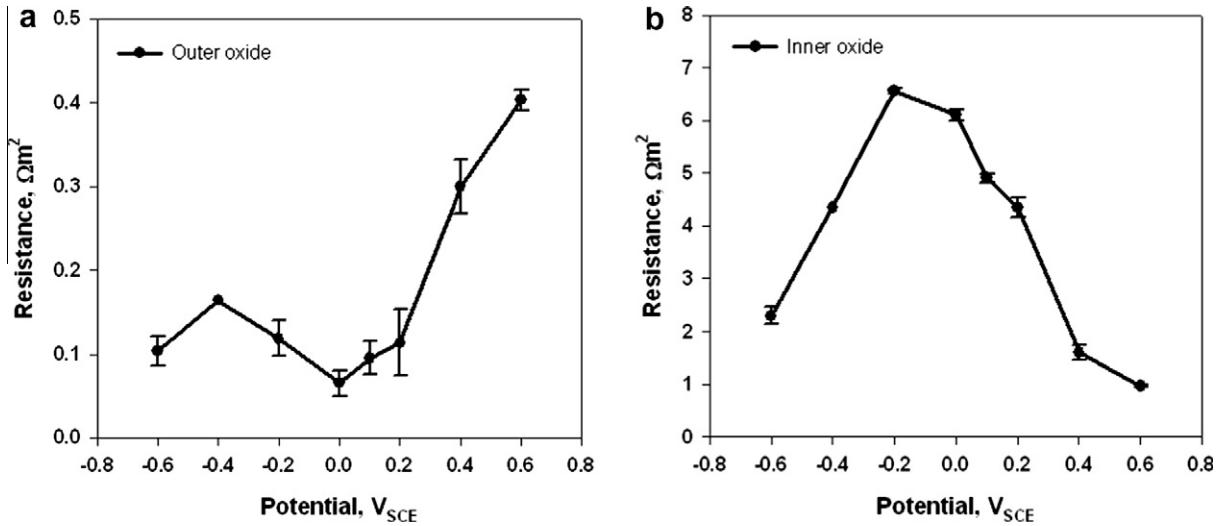 a
Outer oxide
Resistance, Ωm²
0.5
0.4
0.3
0.2
0.1
0.0
-0.8 -0.6 -0.4 -0.2 0.0 0.2 0.4 0.6 0.8
Potential, V_SCE
b
Inner oxide
Resistance, Ωm²
8
7
6
5
4
3
2
1
0
-0.8 -0.6 -0.4 -0.2 0.0 0.2 0.4 0.6 0.8
Potential, V_SCE